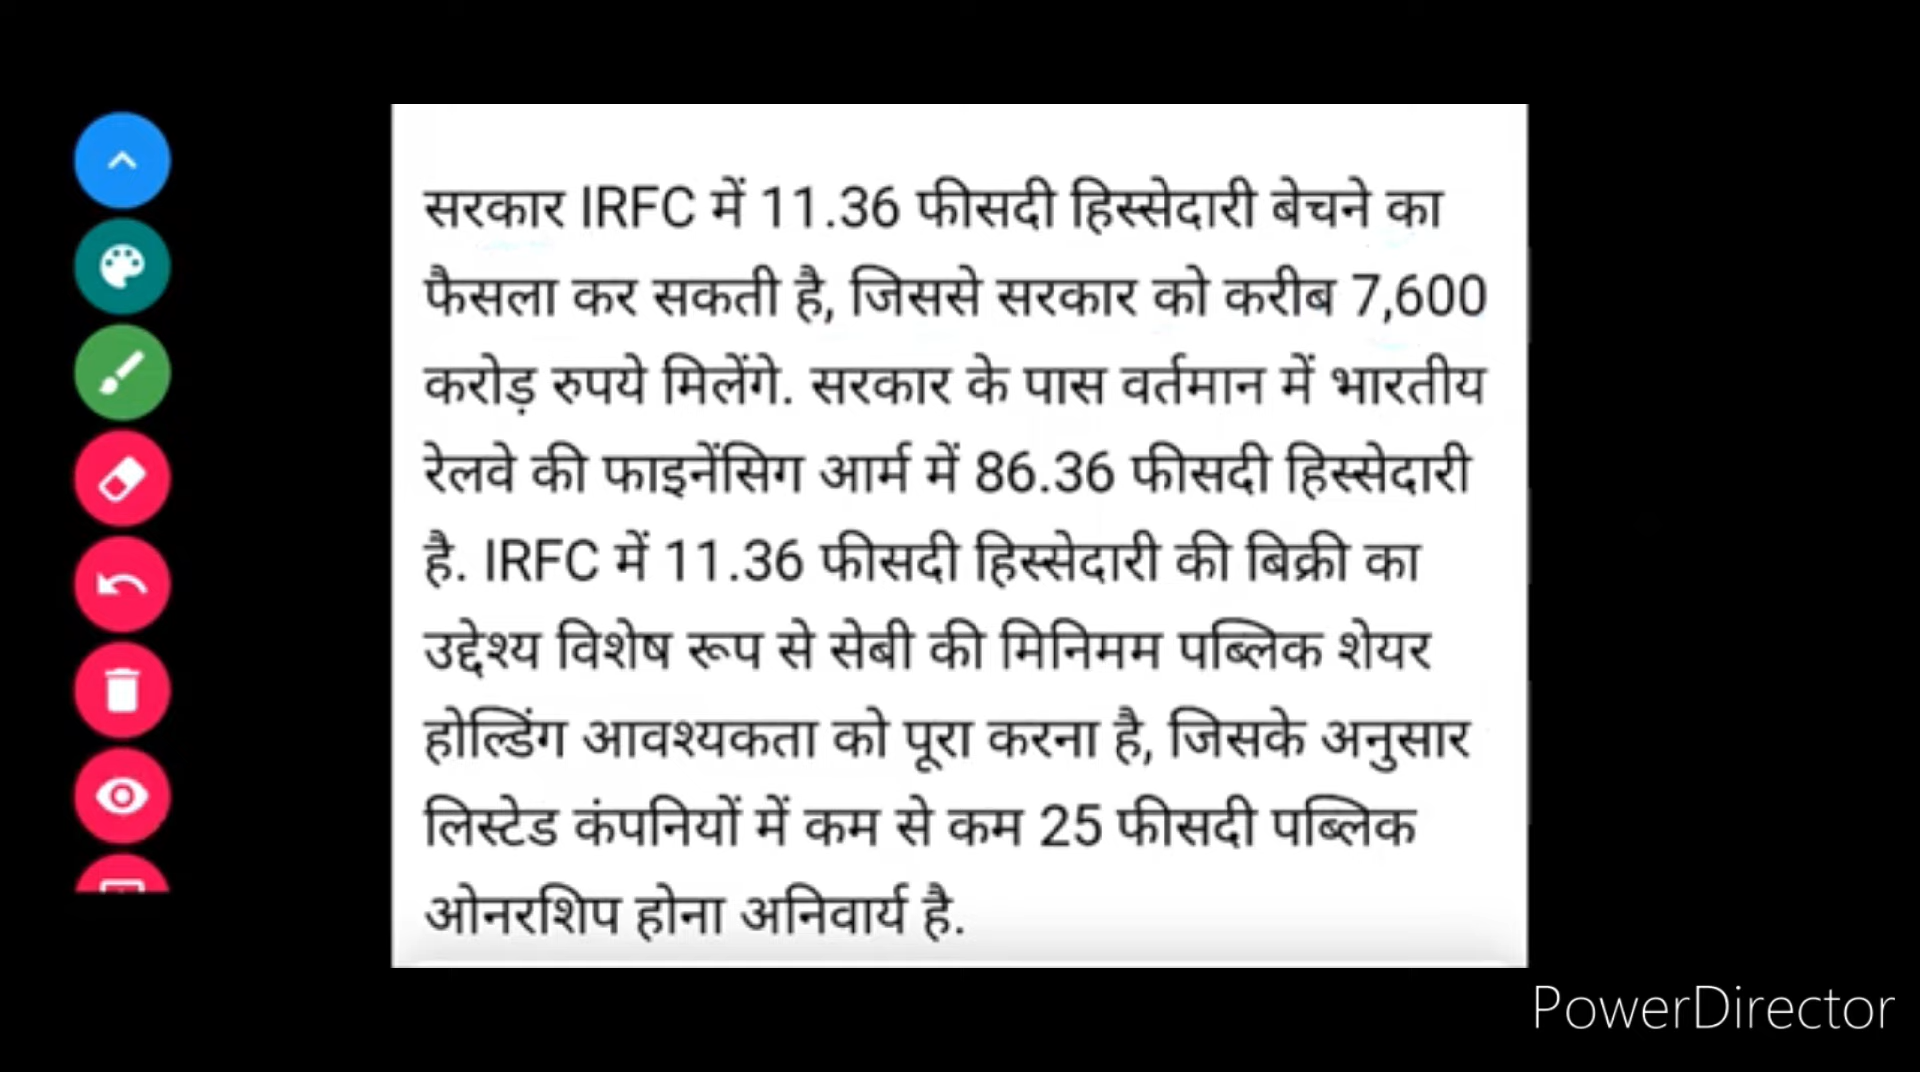 सरकार IRFC में 11.36 फीसदी हिस्सेदारी बेचने का
फैसला कर सकती है, जिससे सरकार को करीब 7,600
करोड़ रुपये मिलेंगे. सरकार के पास वर्तमान में भारतीय
रेलवे की फाइनेंसिग आर्म में 86.36 फीसदी हिस्सेदारी
है. IRFC में 11.36 फीसदी हिस्सेदारी की बिक्री का
उद्देश्य विशेष रूप से सेबी की मिनिमम पब्लिक शेयर
होल्डिंग आवश्यकता को पूरा करना है, जिसके अनुसार
लिस्टेड कंपनियों में कम से कम 25 फीसदी पब्लिक
ओनरशिप होना अनिवार्य है.
PowerDirector